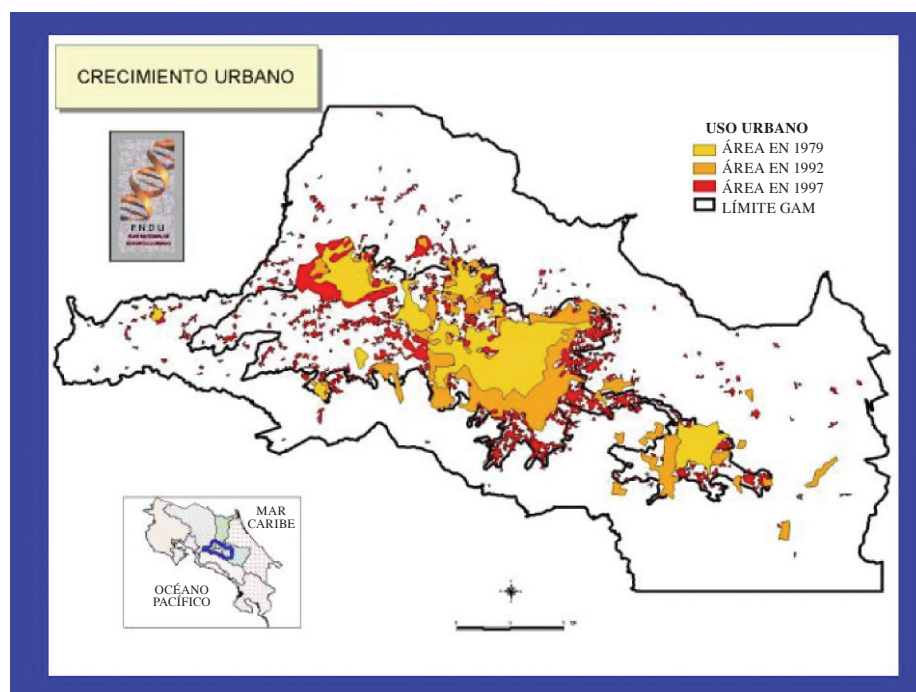 CRECIMIENTO URBANO
PNDU
USO URBANO
ÁREA EN 1979
ÁREA EN 1992
ÁREA EN 1997
LÍMITE GAM
MAR
CARIBE
OCÉANO
PACÍFICO